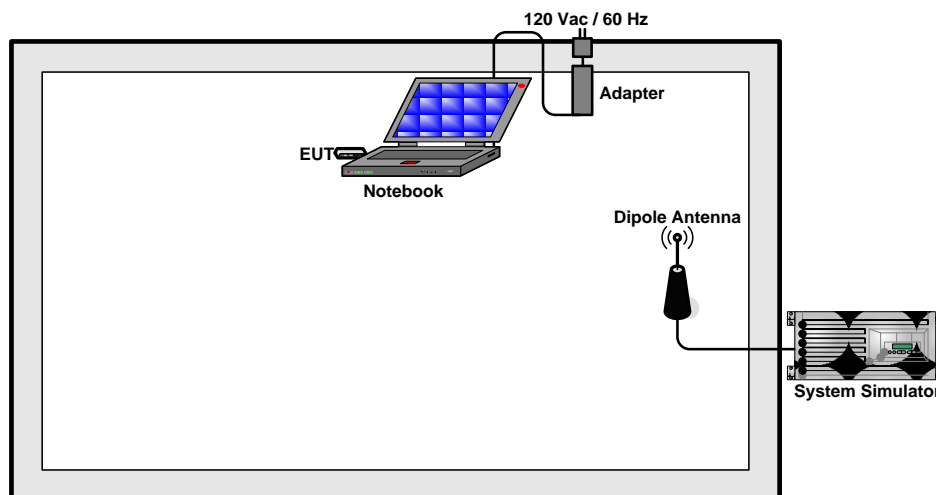 120 Vac / 60 Hz
Adapter
EUT
Notebook
Dipole Antenna
System Simulator